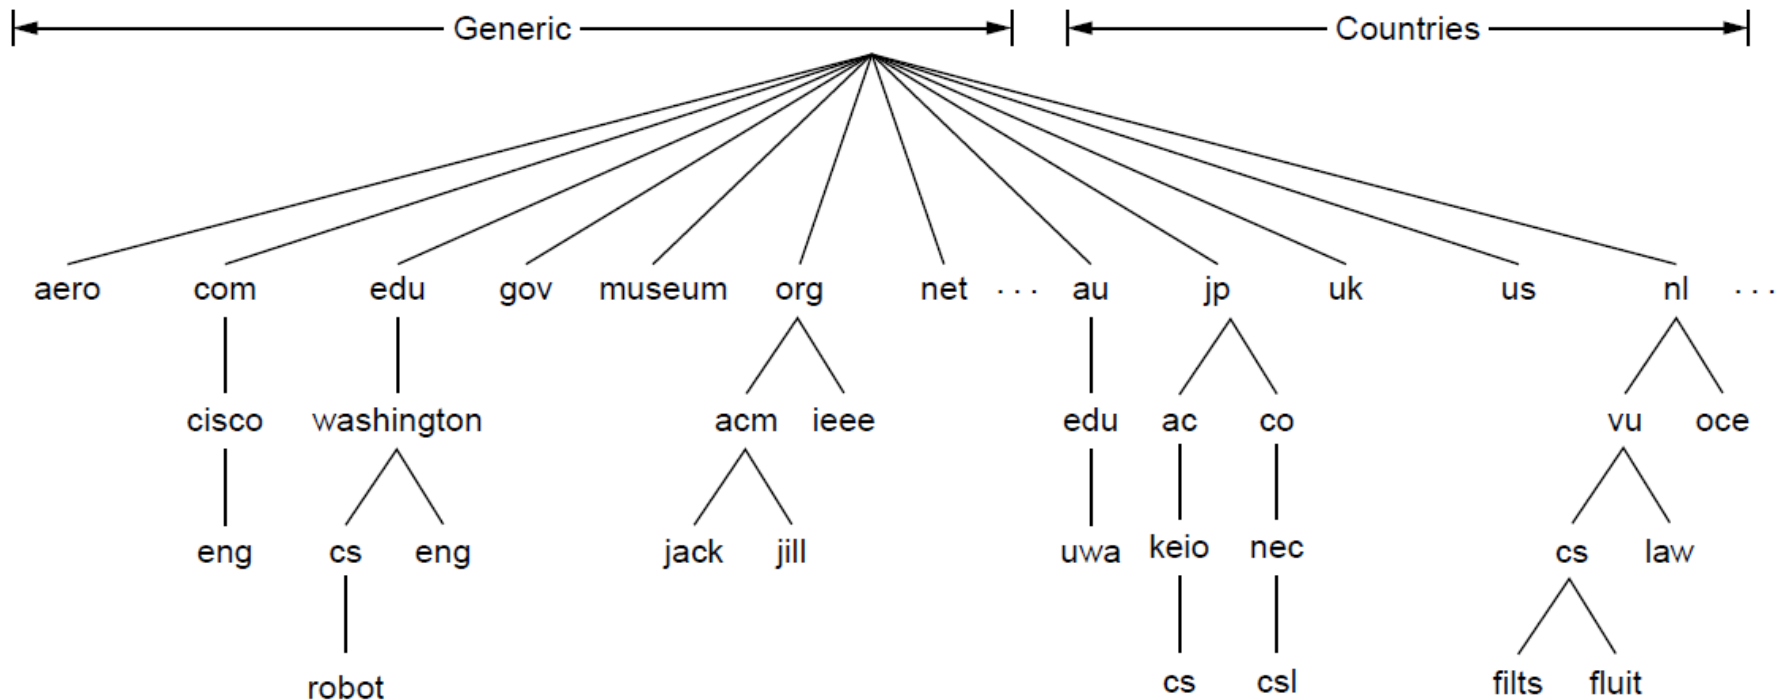 Generic Countries
aero com edu gov museum org net ... au jp uk us nl ...
cisco washington acm ieee edu ac co vu oce
eng cs eng jack jill uwa keio nec cs law
robot cs csl filts fluit